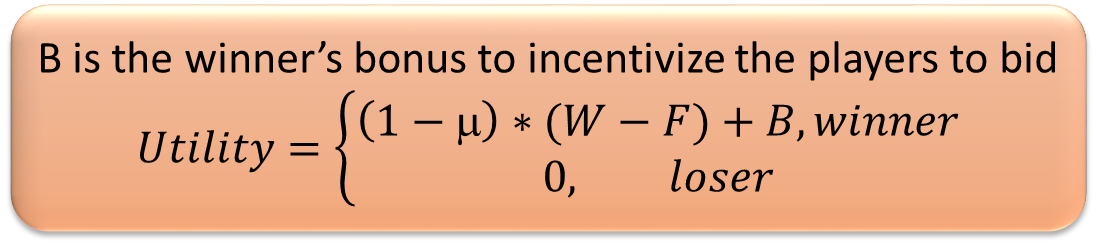 B is the winner’s bonus to incentivize the players to bid
Utility = { (1 − μ) ∗ (W − F) + B, winner
0, loser